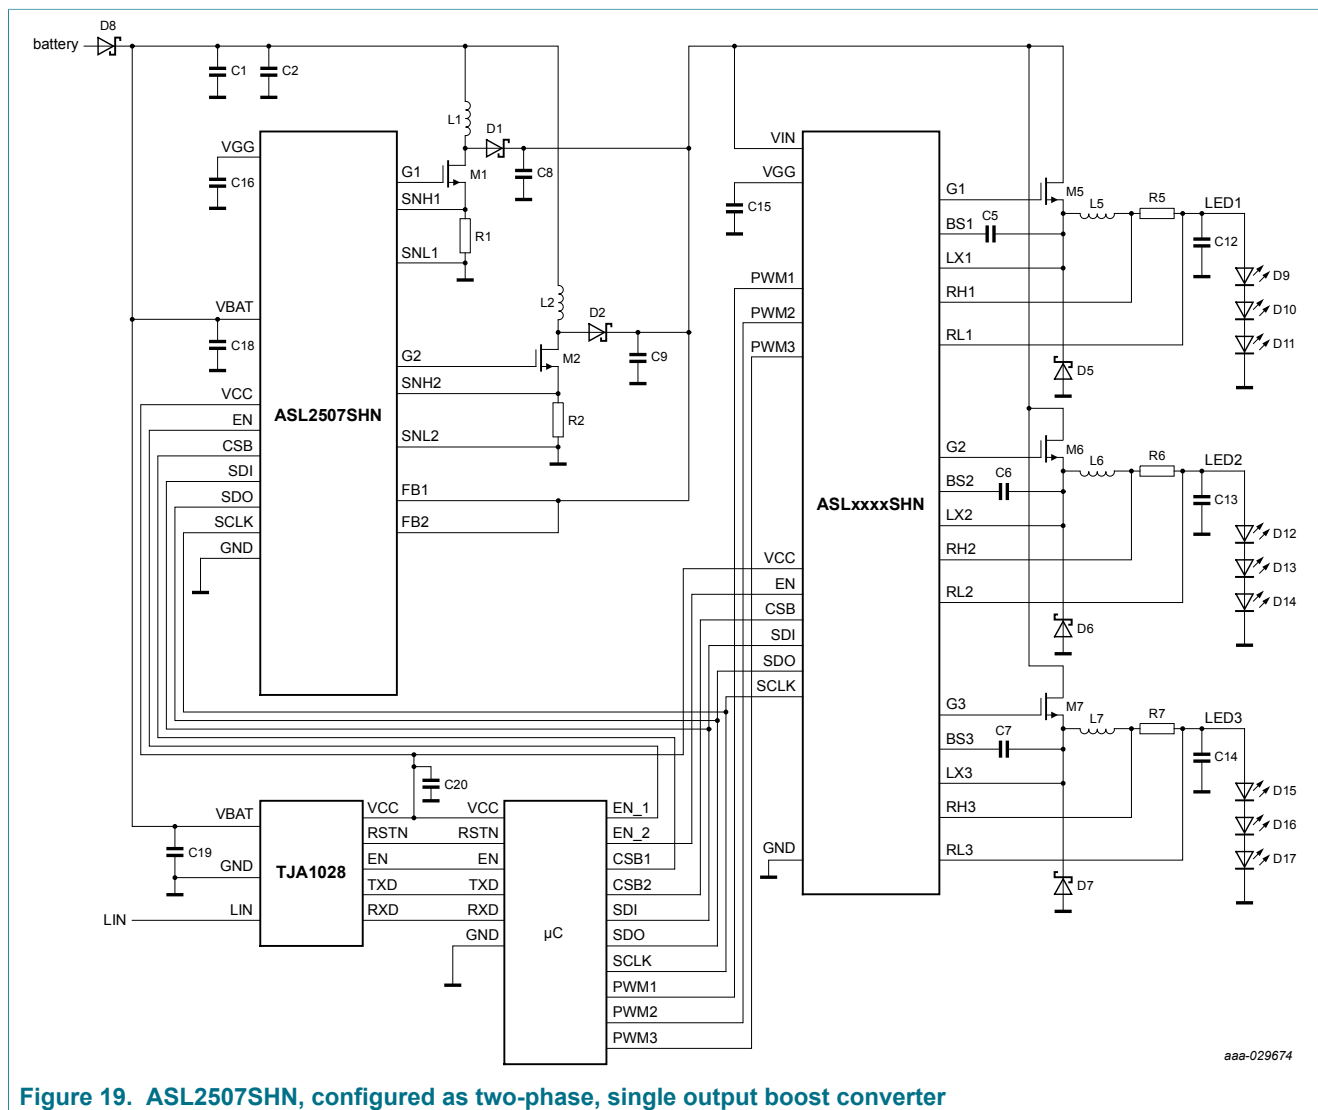 battery
D8
C1
C2
L1
D1
C8
M1
R1
L2
D2
C9
M2
R2
VGG
C16
VBAT
C18
VCC
EN
CSB
SDI
SDO
SCLK
GND
ASL2507SHN
G1
SNH1
SNL1
G2
SNH2
SNL2
FB1
FB2
VIN
VGG
C15
PWM1
PWM2
PWM3
VCC
EN
CSB
SDI
SDO
SCLK
GND
ASLxxxxSHN
G1
BS1
LX1
RH1
RL1
G2
BS2
LX2
RH2
RL2
G3
BS3
LX3
RH3
RL3
M5
C5
L5
R5
LED1
C12
D9
D10
D11
D5
M6
C6
L6
R6
LED2
C13
D12
D13
D14
D6
M7
C7
L7
R7
LED3
C14
D15
D16
D17
D7
C20
C19
VBAT
GND
LIN
LIN
TJA1028
VCC
RSTN
EN
TXD
RXD
VCC
RSTN
EN
TXD
RXD
GND
µC
EN_1
EN_2
CSB1
CSB2
SDI
SDO
SCLK
PWM1
PWM2
PWM3
aaa-029674
Figure 19. ASL2507SHN, configured as two-phase, single output boost converter